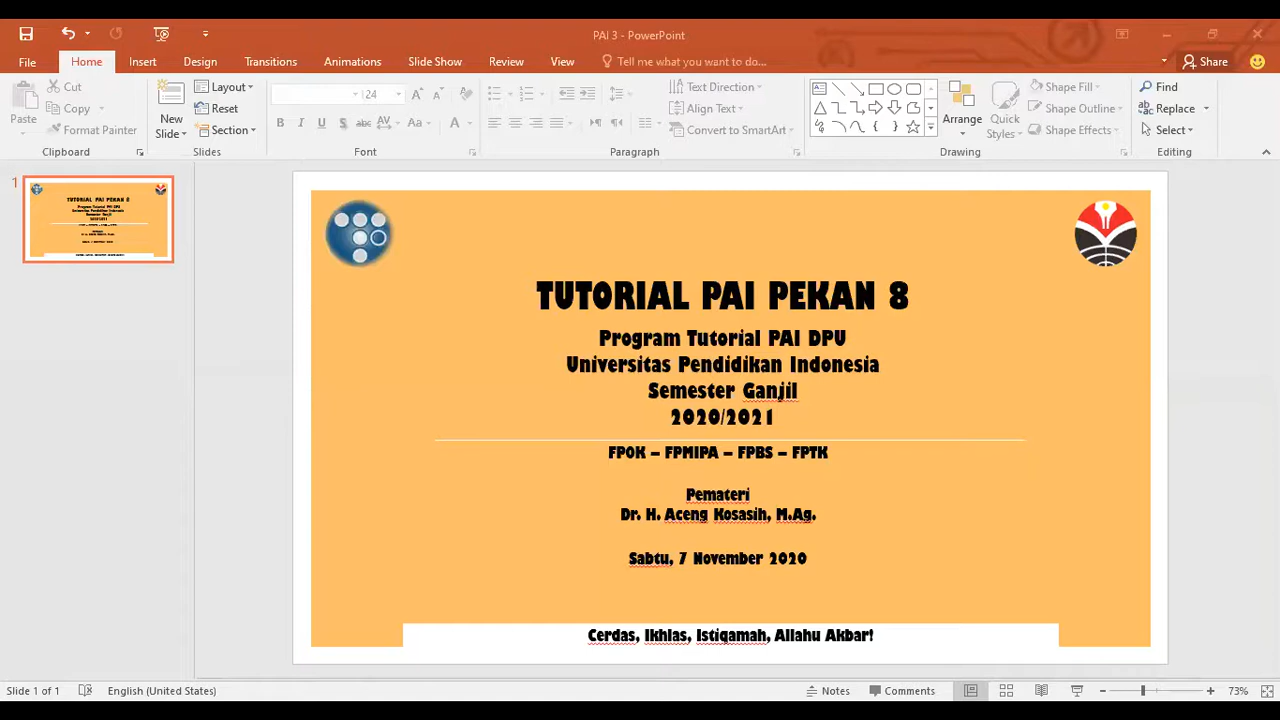 PAI 3 - PowerPoint
File Home Insert Design Transitions Animations Slide Show Review View Tell me what you want to do... Share
Paste
Cut
Copy
Format Painter
Clipboard
New Slide
Layout
Reset
Section
Slides
24
B I U S abc AV Aa A
Font
Text Direction
Align Text
Convert to SmartArt
Paragraph
Arrange
Quick Styles
Shape Fill
Shape Outline
Shape Effects
Drawing
Find
Replace
Select
Editing
1
TUTORIAL PAI PEKAN 8
Program Tutorial PAI DPU
Universitas Pendidikan Indonesia
Semester Ganjil
2020/2021
FPOK – FPMIPA – FPBS – FPTK
Pemateri
Dr. H. Aceng Kosasih, M.Ag.
Sabtu, 7 November 2020
Cerdas, Ikhlas, Istiqamah, Allahu Akbar!
Slide 1 of 1 English (United States) Notes Comments 73%